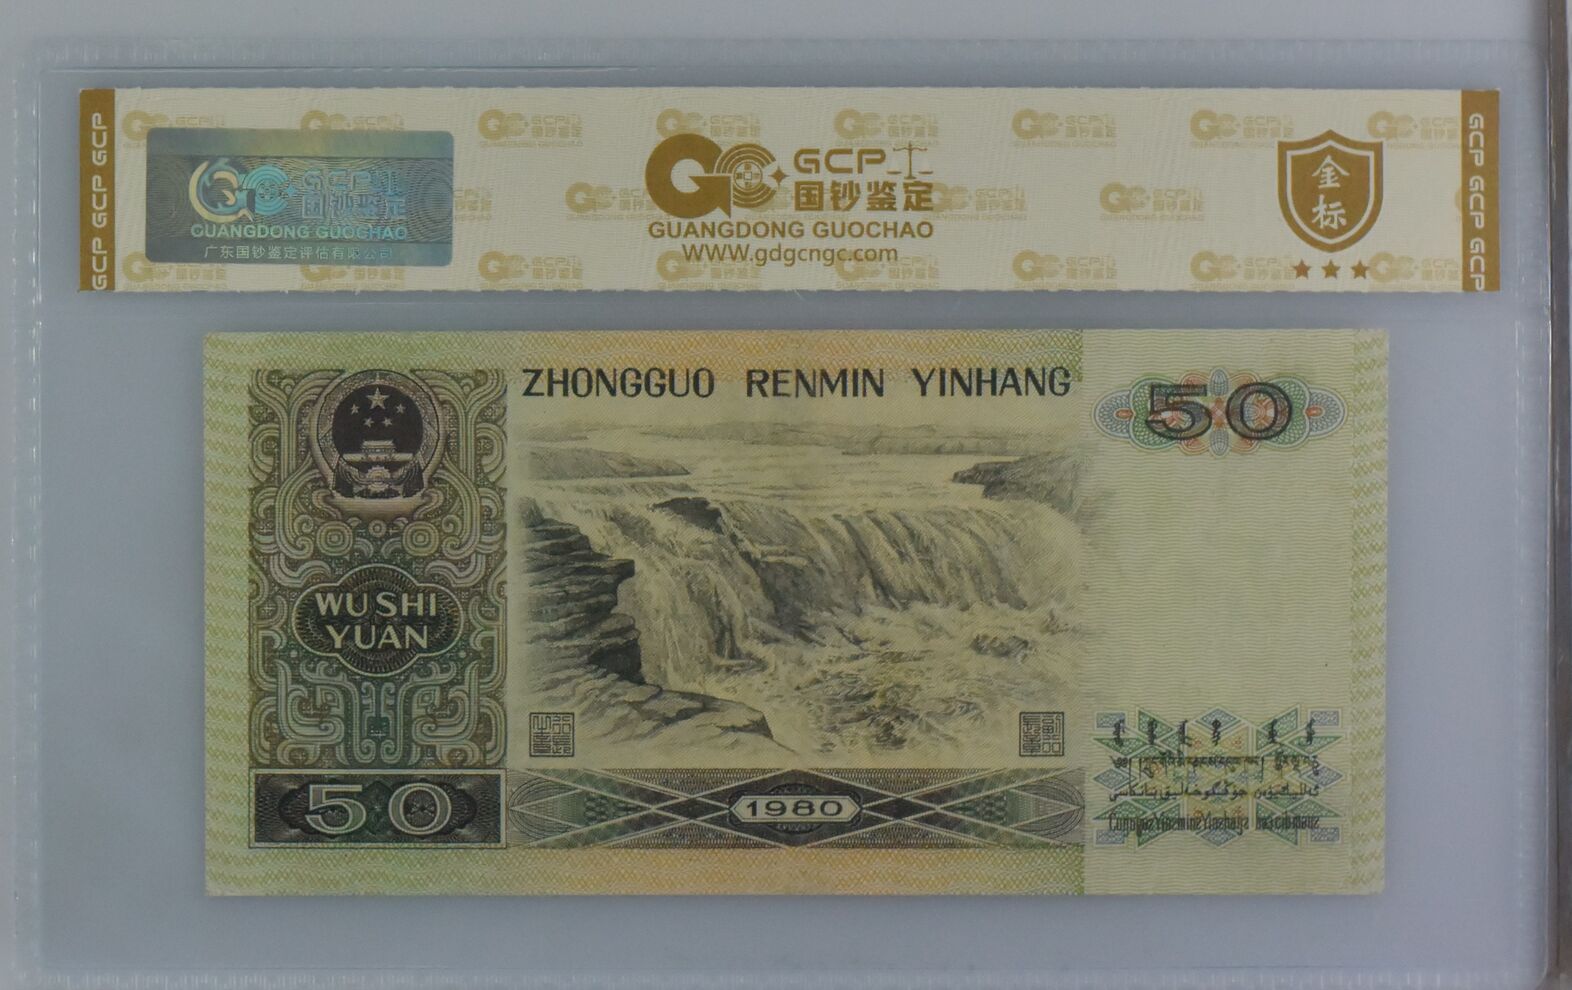 GCP GCP GCP
GCP
国钞鉴定
GUANGDONG GUOCHAO
广东国钞鉴定评估有限公司
GCP
国钞鉴定
GUANGDONG GUOCHAO
WWW.gdgcngc.com
金标
GCP GCP GCP
ZHONGGUO RENMIN YINHANG
50
WU SHI
YUAN
50
1980